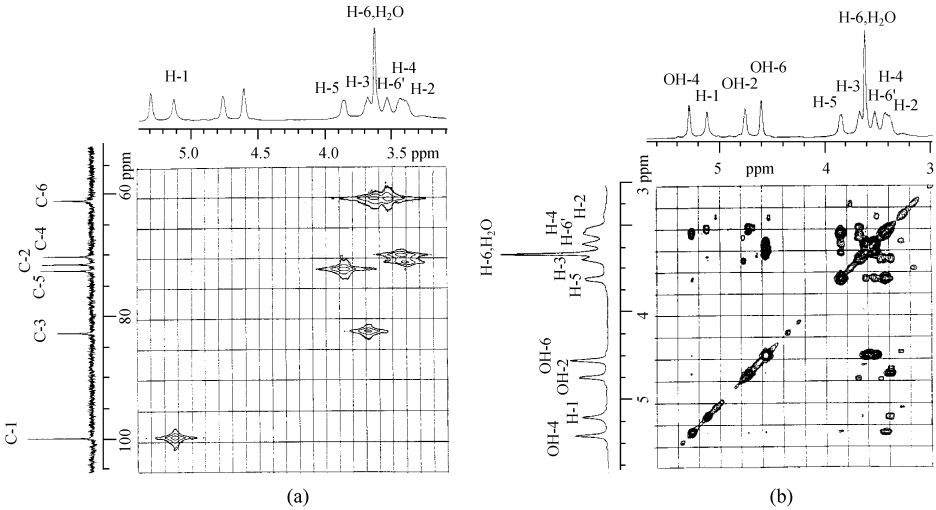 (a)
H-6,H₂O
H-1
H-5
H-3
H-4
H-6'
H-2
5.0 4.5 4.0 3.5 ppm
60 ppm
80
100
C-6
C-4
C-2
C-5
C-3
C-1
(a)
(b)
H-6,H₂O
OH-4
H-1
OH-2
OH-6
H-5
H-3
H-4
H-6'
H-2
5 ppm 4 3
3
4
5
H-2
H-4
H-6'
H-6,H₂O
H-3
H-5
OH-6
OH-2
H-1
OH-4
(b)